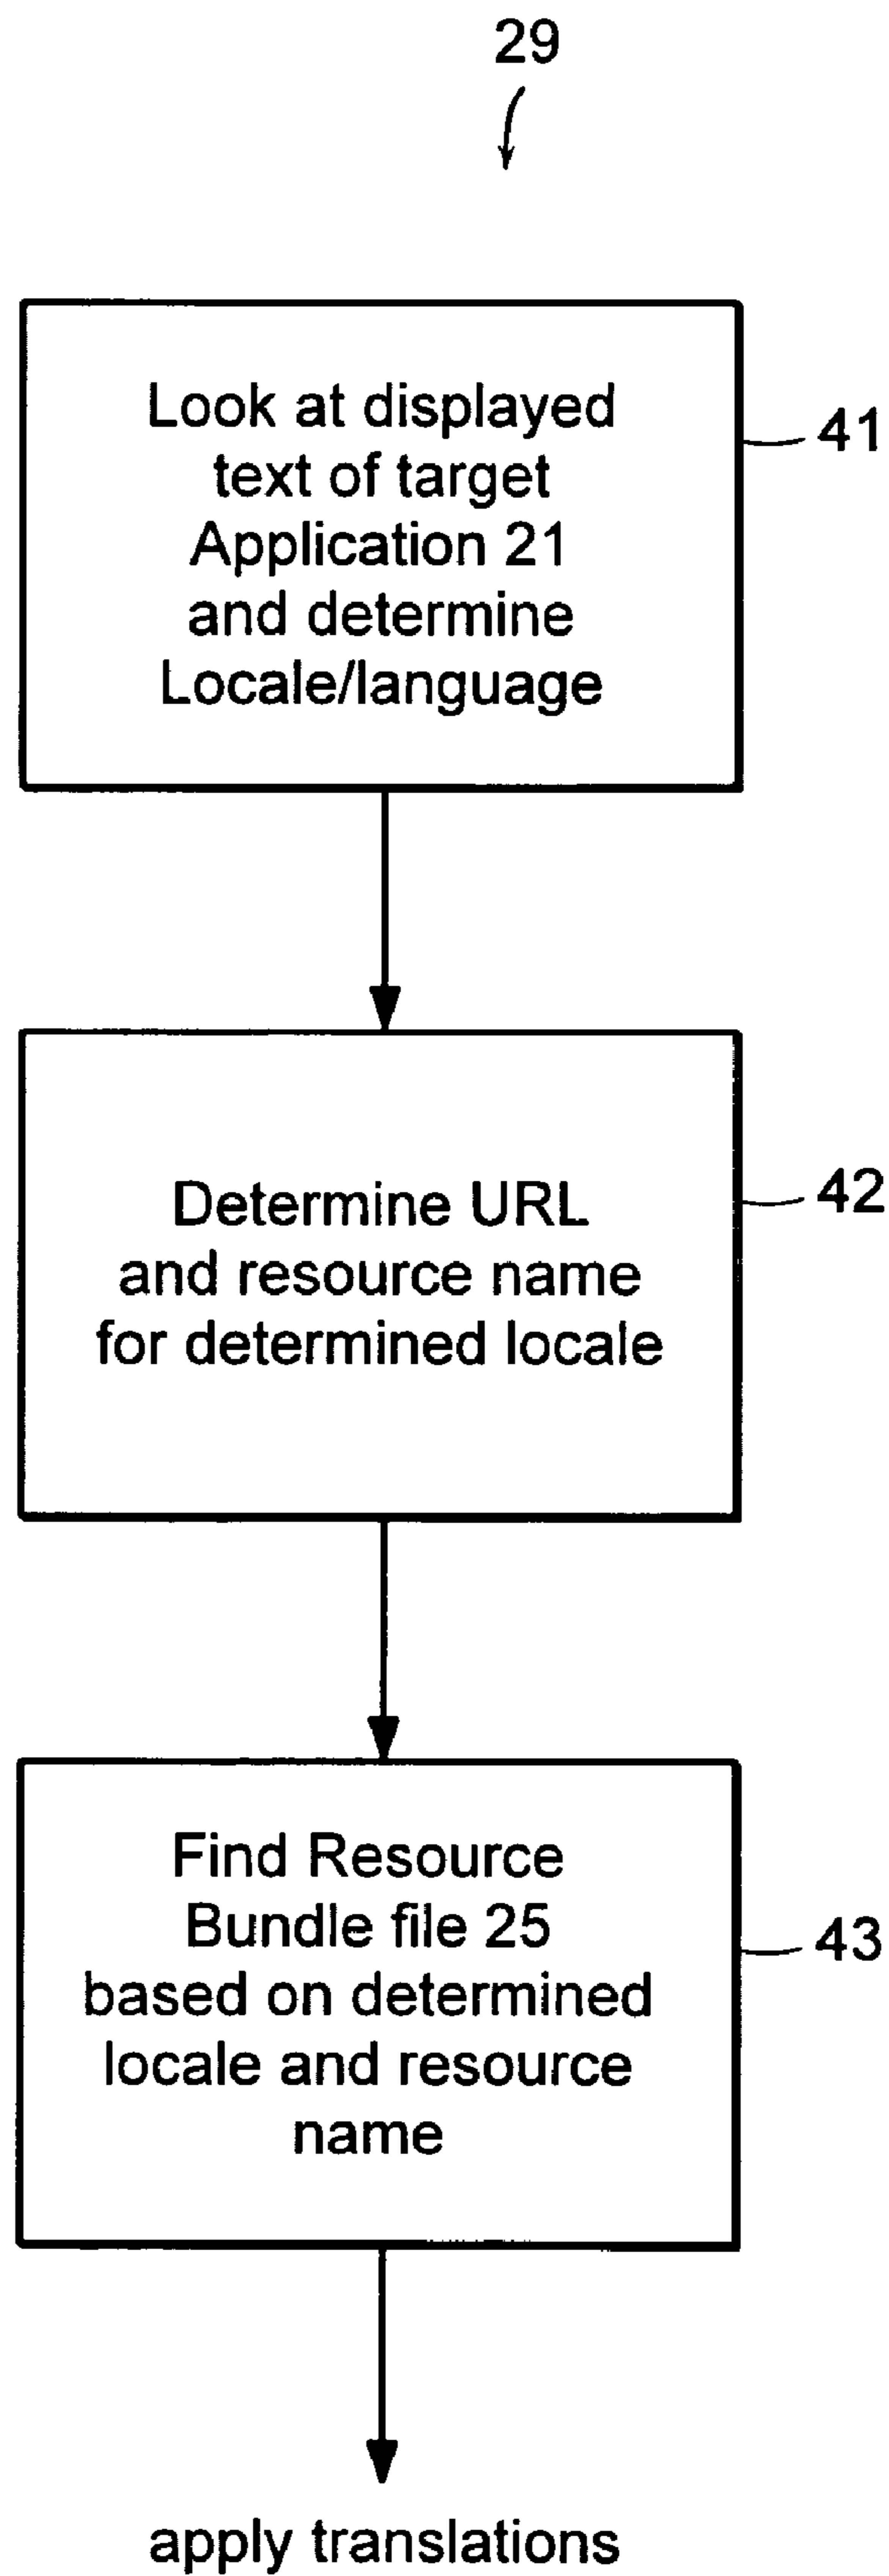 29
Look at displayed
text of target
Application 21
and determine
Locale/language
41
Determine URL
and resource name
for determined locale
42
Find Resource
Bundle file 25
based on determined
locale and resource
name
43
apply translations